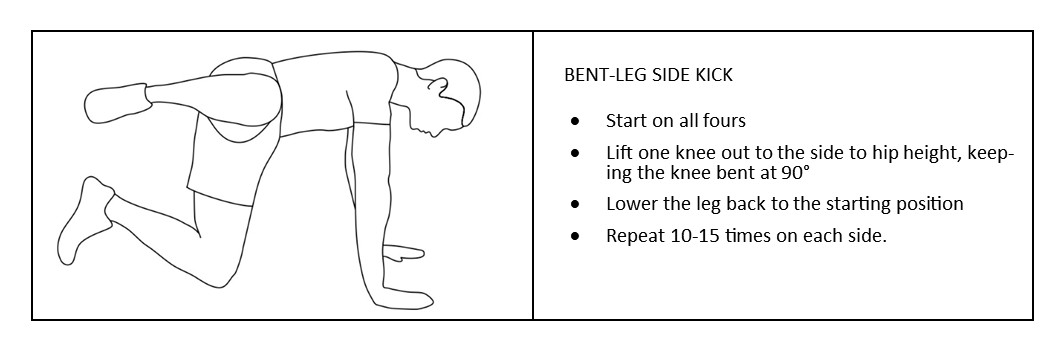 BENT-LEG SIDE KICK
● Start on all fours
● Lift one knee out to the side to hip height, keep-
ing the knee bent at 90°
● Lower the leg back to the starting position
● Repeat 10-15 times on each side.